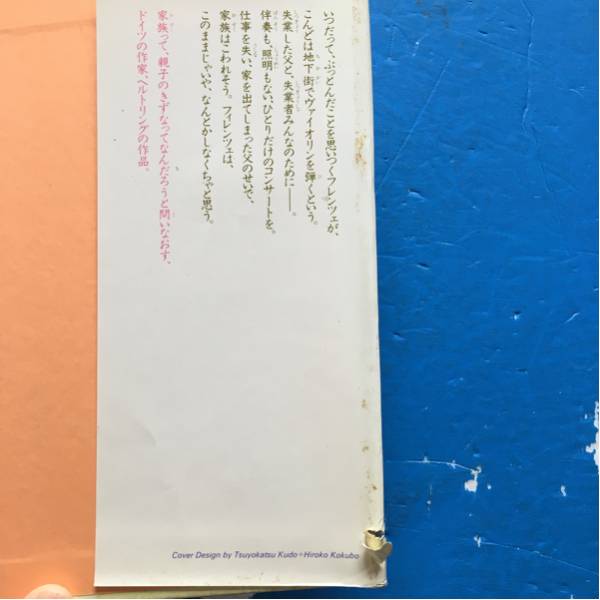 いつだって、ぶっとんだことを思いつくフレンツェが、
こんどは地下街でヴァイオリンを弾くという。
失業した父と、失業者みんなのために――。
伴奏も、照明もない、ひとりだけのコンサートを。
仕事を失い、家を出てしまった父のせいで、
家族はこわれそう。フィレンツェは、
このままじゃいや、なんとかしなくちゃと思う。
家族って、親子のきずなってなんだろうと問いなおす、
ドイツの作家、ヘルトリングの作品。
Cover Design by Tsuyokatsu Kudo+Hiroko Kokubo